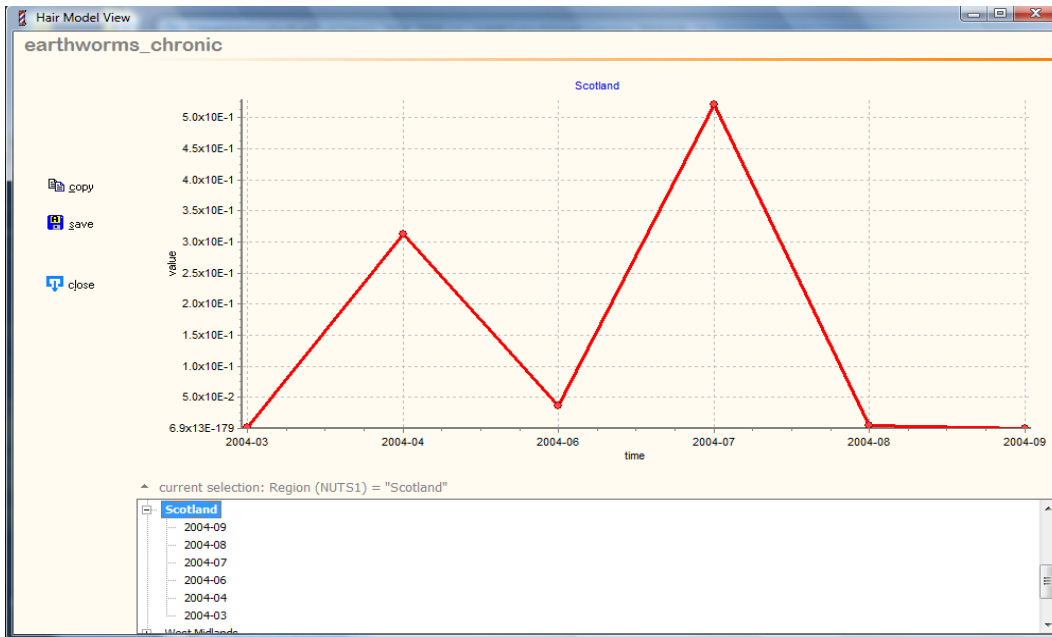 Hair Model View
earthworms_chronic
Scotland
5.0x10E-1
4.5x10E-1
4.0x10E-1
3.5x10E-1
3.0x10E-1
2.5x10E-1
2.0x10E-1
1.5x10E-1
1.0x10E-1
5.0x10E-2
6.9x13E-179
value
copy
save
close
2004-03 2004-04 2004-06 2004-07 2004-08 2004-09
time
current selection: Region (NUTS1) = "Scotland"
Scotland
2004-09
2004-08
2004-07
2004-06
2004-04
2004-03
West Midlands